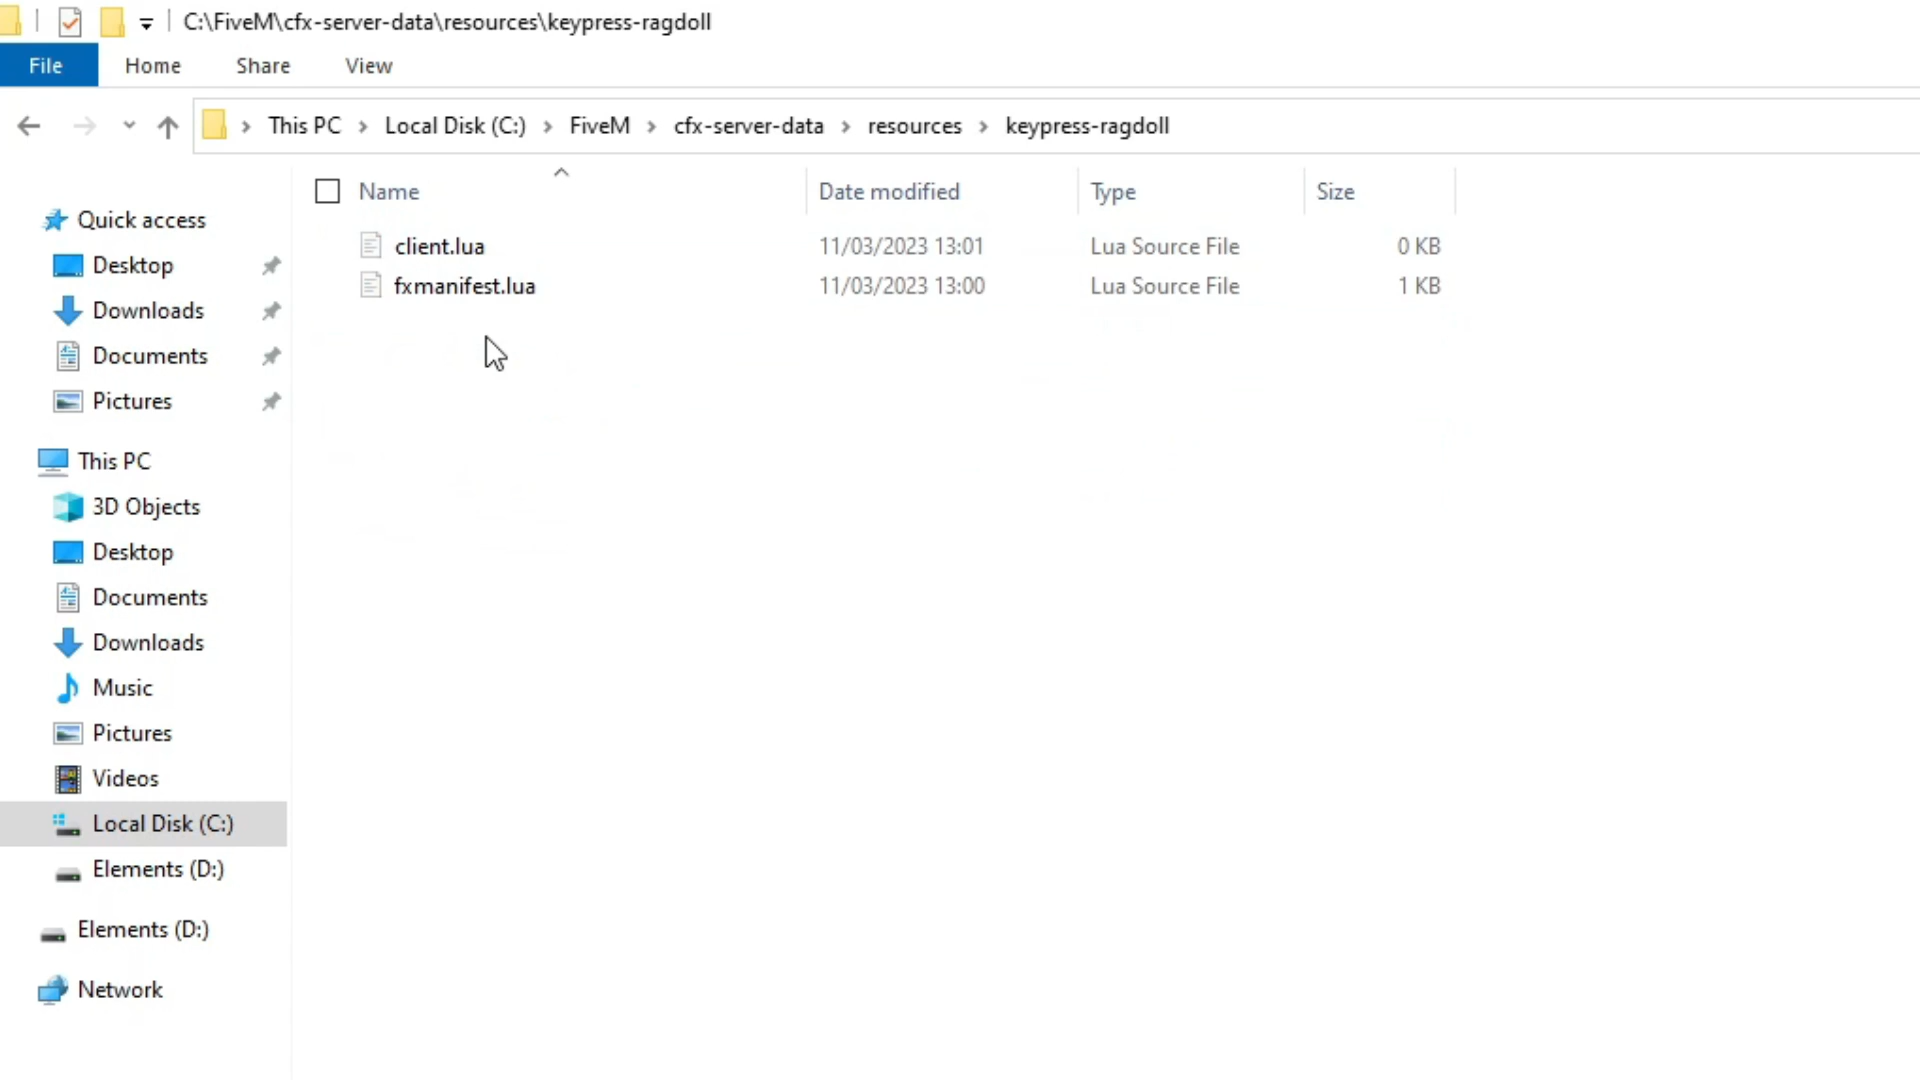 C:\FiveM\cfx-server-data\resources\keypress-ragdoll
File Home Share View
This PC Local Disk (C:) FiveM cfx-server-data resources keypress-ragdoll
Name Date modified Type Size
client.lua 11/03/2023 13:01 Lua Source File 0 KB
fxmanifest.lua 11/03/2023 13:00 Lua Source File 1 KB
Quick access
Desktop
Downloads
Documents
Pictures
This PC
3D Objects
Desktop
Documents
Downloads
Music
Pictures
Videos
Local Disk (C:)
Elements (D:)
Elements (D:)
Network